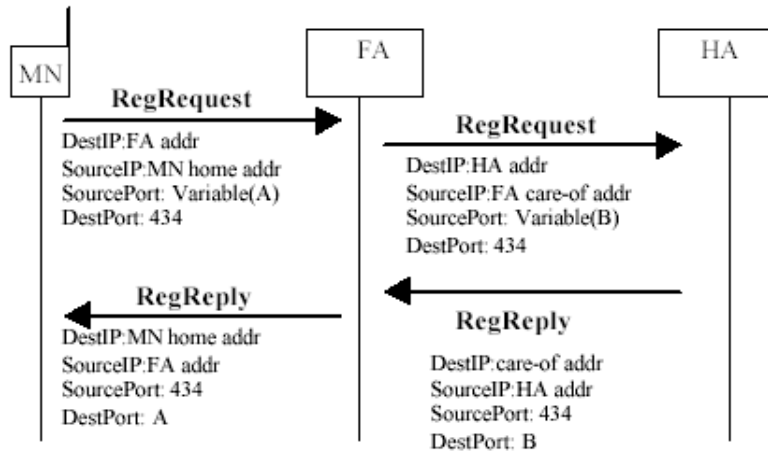 MN
FA
HA
RegRequest
DestIP:FA addr
SourceIP:MN home addr
SourcePort: Variable(A)
DestPort: 434
RegRequest
DestIP:HA addr
SourceIP:FA care-of addr
SourcePort: Variable(B)
DestPort: 434
RegReply
DestIP:MN home addr
SourceIP:FA addr
SourcePort: 434
DestPort: A
RegReply
DestIP:care-of addr
SourceIP:HA addr
SourcePort: 434
DestPort: B